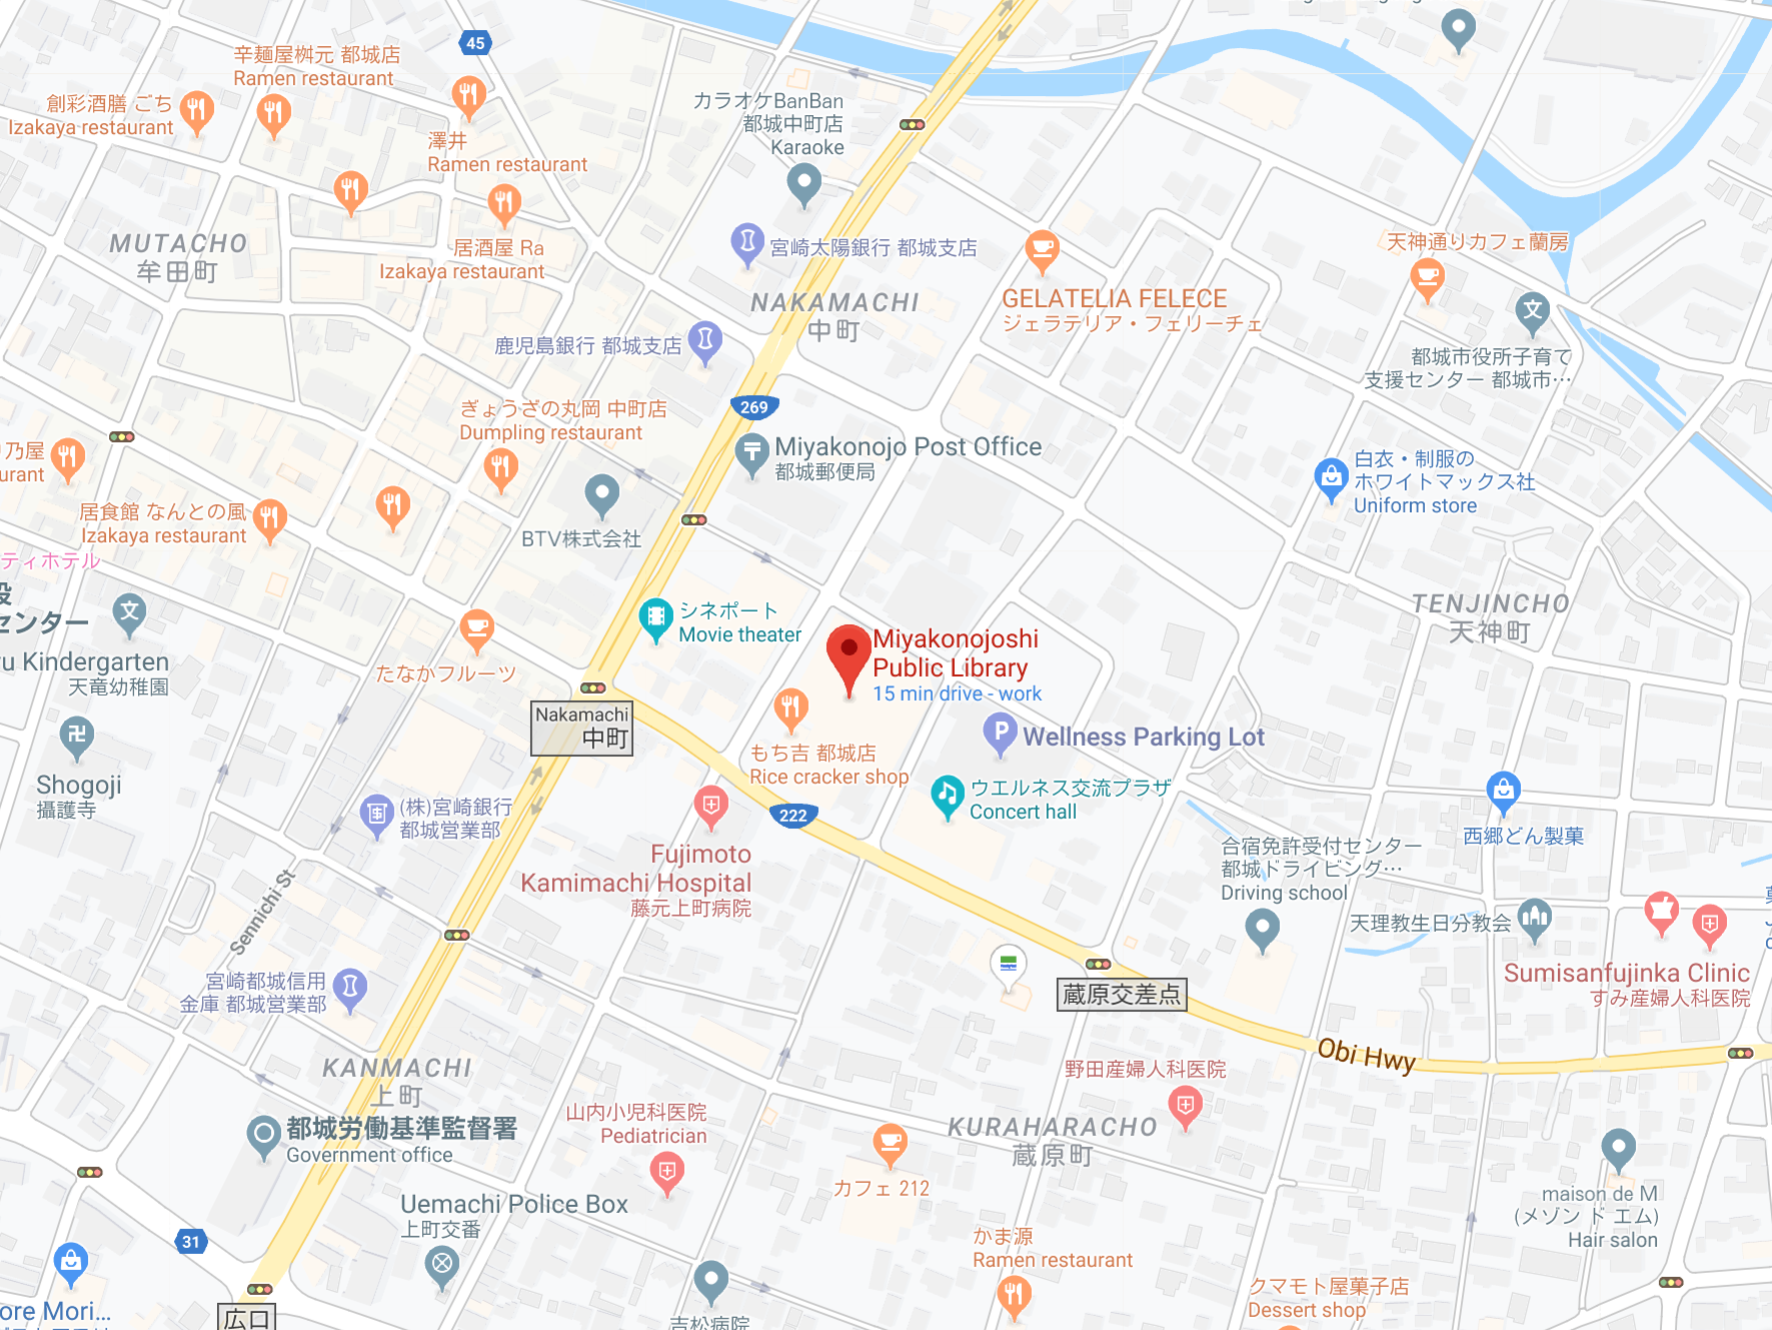 45
辛麺屋桝元 都城店
Ramen restaurant
創彩酒膳 ごち
Izakaya restaurant
澤井
Ramen restaurant
カラオケBanBan
都城中町店
Karaoke
MUTACHO
牟田町
居酒屋 Ra
Izakaya restaurant
宮崎太陽銀行 都城支店
天神通りカフェ蘭房
NAKAMACHI
中町
GELATELIA FELECE
ジェラテリア・フェリーチェ
鹿児島銀行 都城支店
文
都城市役所子育て
支援センター 都城市…
269
ぎょうざの丸岡 中町店
Dumpling restaurant
Miyakonojo Post Office
都城郵便局
乃屋
urant
白衣・制服の
ホワイトマックス社
Uniform store
居食館 なんとの風
Izakaya restaurant
BTV株式会社
ティホテル
設
センター
文
ru Kindergarten
天竜幼稚園
シネポート
Movie theater
TENJINCHO
天神町
Miyakonojoshi
Public Library
15 min drive - work
たなかフルーツ
Nakamachi
中町
P
Wellness Parking Lot
もち吉 都城店
Rice cracker shop
卍
Shogoji
攝護寺
(株)宮崎銀行
都城営業部
222
ウエルネス交流プラザ
Concert hall
西郷どん製菓
Fujimoto
Kamimachi Hospital
藤元上町病院
合宿免許受付センター
都城ドライビング…
Driving school
Sennichi-St
天理教生日分教会
宮崎都城信用
金庫 都城営業部
蔵原交差点
Sumisanfujinka Clinic
すみ産婦人科医院
Obi Hwy
KANMACHI
上町
野田産婦人科医院
都城労働基準監督署
Government office
山内小児科医院
Pediatrician
KURAHARACHO
蔵原町
カフェ 212
Uemachi Police Box
上町交番
maison de M
(メゾン ド エム)
Hair salon
31
かま源
Ramen restaurant
クマモト屋菓子店
Dessert shop
ore Mori...
広口
吉松病院